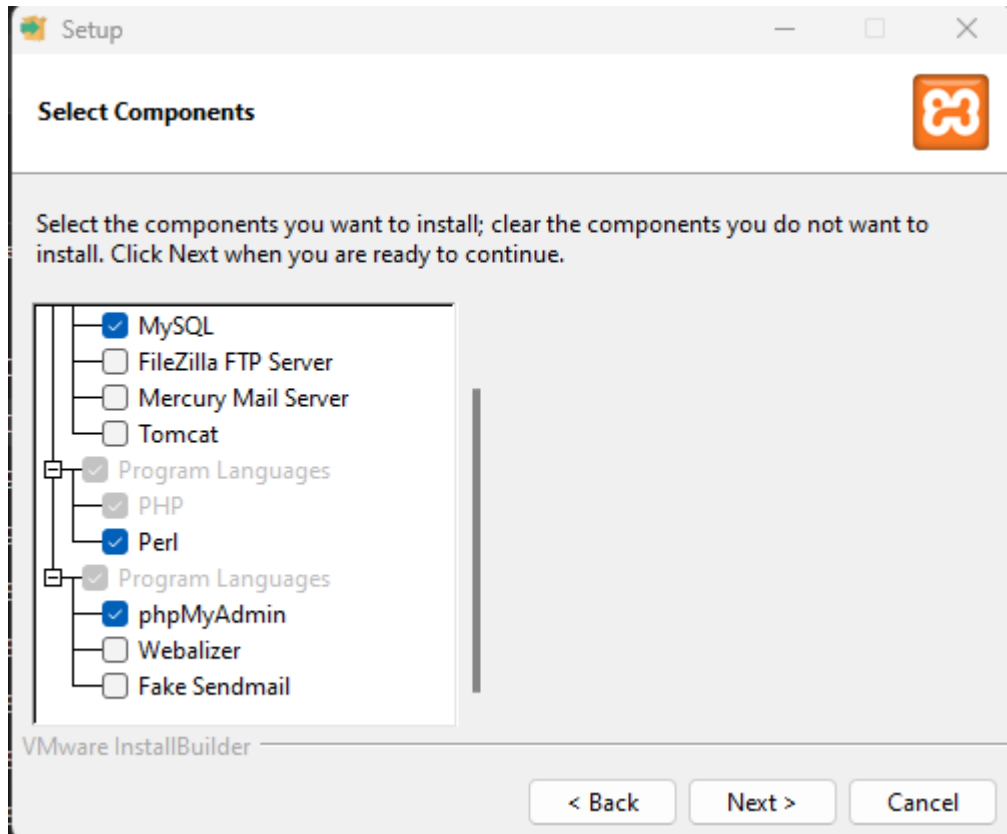 Setup
Select Components
Select the components you want to install; clear the components you do not want to
install. Click Next when you are ready to continue.
MySQL
FileZilla FTP Server
Mercury Mail Server
Tomcat
Program Languages
PHP
Perl
Program Languages
phpMyAdmin
Webalizer
Fake Sendmail
VMware InstallBuilder
< Back
Next >
Cancel